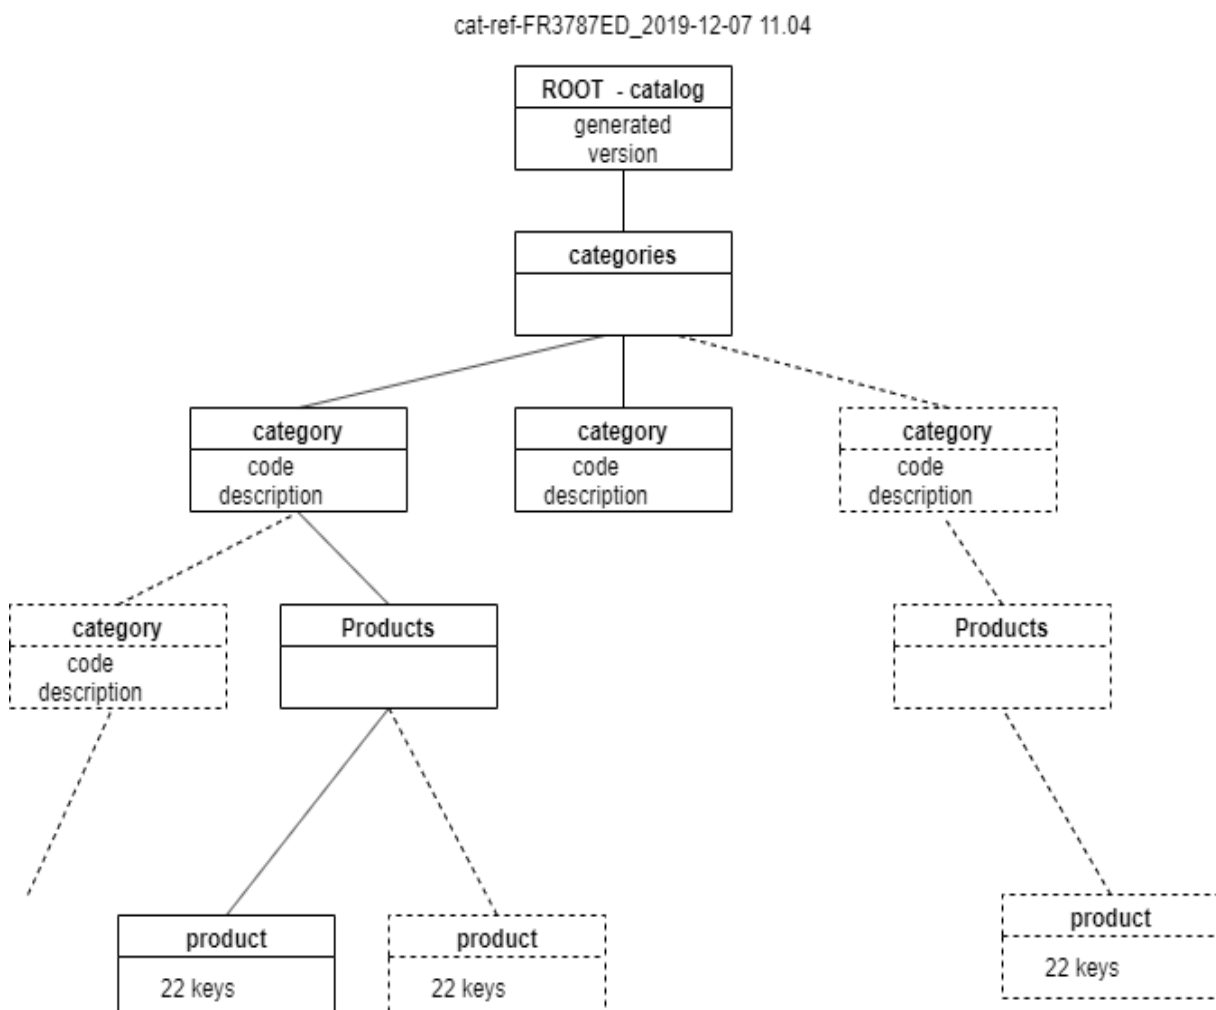 cat-ref-FR3787ED_2019-12-07 11.04
ROOT - catalog
generated
version
categories
category
code
description
category
code
description
category
code
description
category
code
description
Products
Products
product
22 keys
product
22 keys
product
22 keys